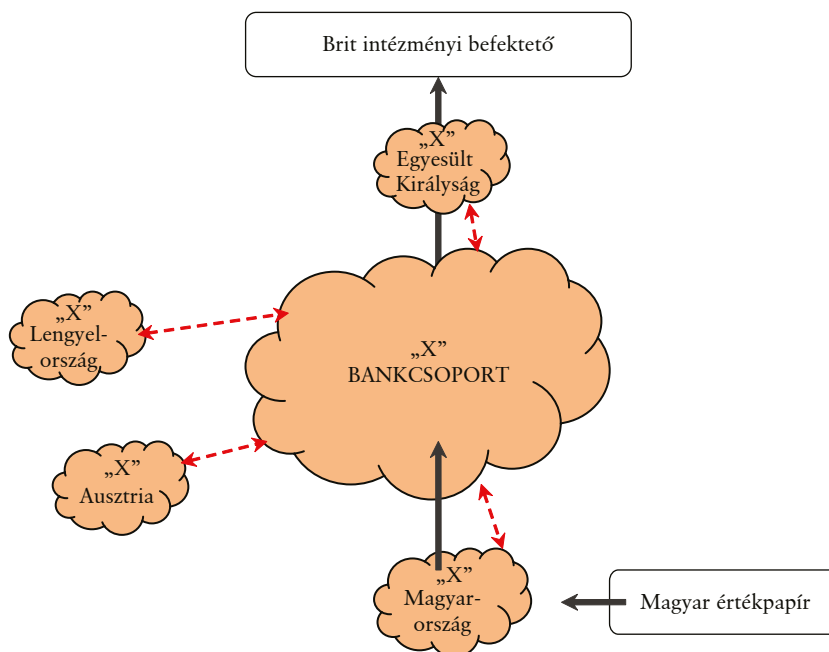 Brit intézményi befektető
„X”
Egyesült
Királyság
„X”
Lengyel-
ország
„X”
BANKCSOPORT
„X”
Ausztria
„X”
Magyar-
ország
Magyar értékpapír